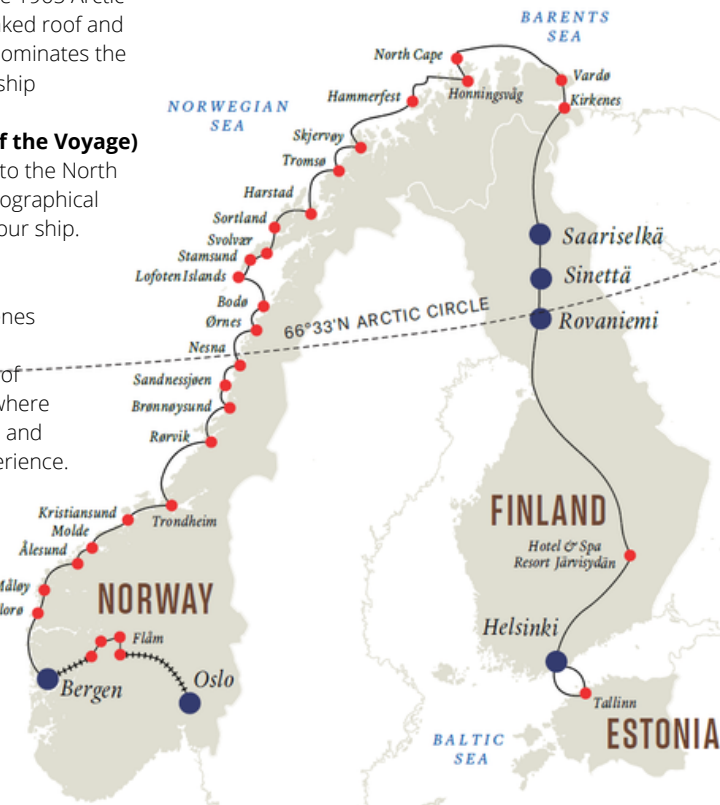 aked roof and
ominates the
ship
f the Voyage)
to the North
ographical
our ship.
nes
of
where
and
erience.
BARENTS
SEA
North Cape
Vardø
Honningsvåg
Kirkenes
Hammerfest
NORWEGIAN
SEA
Skjervøy
Tromsø
Harstad
Sortland
Svolvær
Stamsund
Lofoten Islands
Saariselkä
Sinettä
Bodø
Ørnes
66°33'N ARCTIC CIRCLE
Rovaniemi
Nesna
Sandnessjøen
Brønnøysund
Rørvik
Kristiansund
Trondheim
Molde
Ålesund
FINLAND
Hotel & Spa
Resort Järvisydän
Måløy
lorø
NORWAY
Flåm
Helsinki
Bergen
Oslo
Tallinn
ESTONIA
BALTIC
SEA